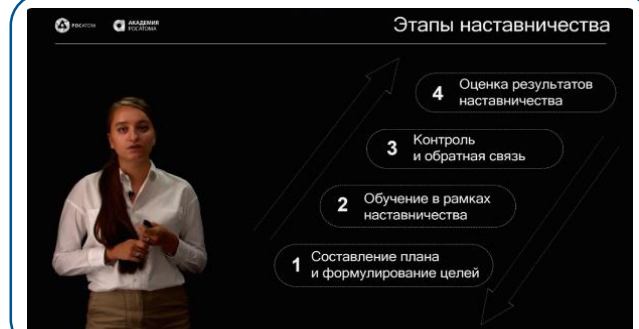 РОСАТОМ
АКАДЕМИЯ
РОСАТОМА
Этапы наставничества
4 Оценка результатов
наставничества
3 Контроль
и обратная связь
2 Обучение в рамках
наставничества
1 Составление плана
и формулирование целей